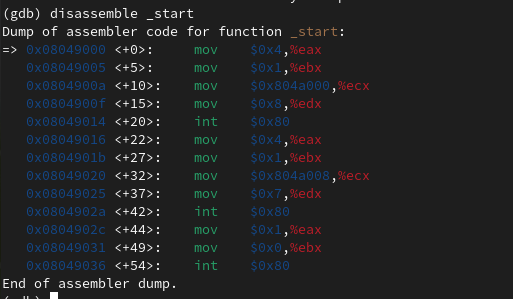 (gdb) disassemble _start
Dump of assembler code for function _start:
=> 0x08049000 <+0>:     mov    $0x4,%eax
   0x08049005 <+5>:     mov    $0x1,%ebx
   0x0804900a <+10>:    mov    $0x804a000,%ecx
   0x0804900f <+15>:    mov    $0x8,%edx
   0x08049014 <+20>:    int    $0x80
   0x08049016 <+22>:    mov    $0x4,%eax
   0x0804901b <+27>:    mov    $0x1,%ebx
   0x08049020 <+32>:    mov    $0x804a008,%ecx
   0x08049025 <+37>:    mov    $0x7,%edx
   0x0804902a <+42>:    int    $0x80
   0x0804902c <+44>:    mov    $0x1,%eax
   0x08049031 <+49>:    mov    $0x0,%ebx
   0x08049036 <+54>:    int    $0x80
End of assembler dump.